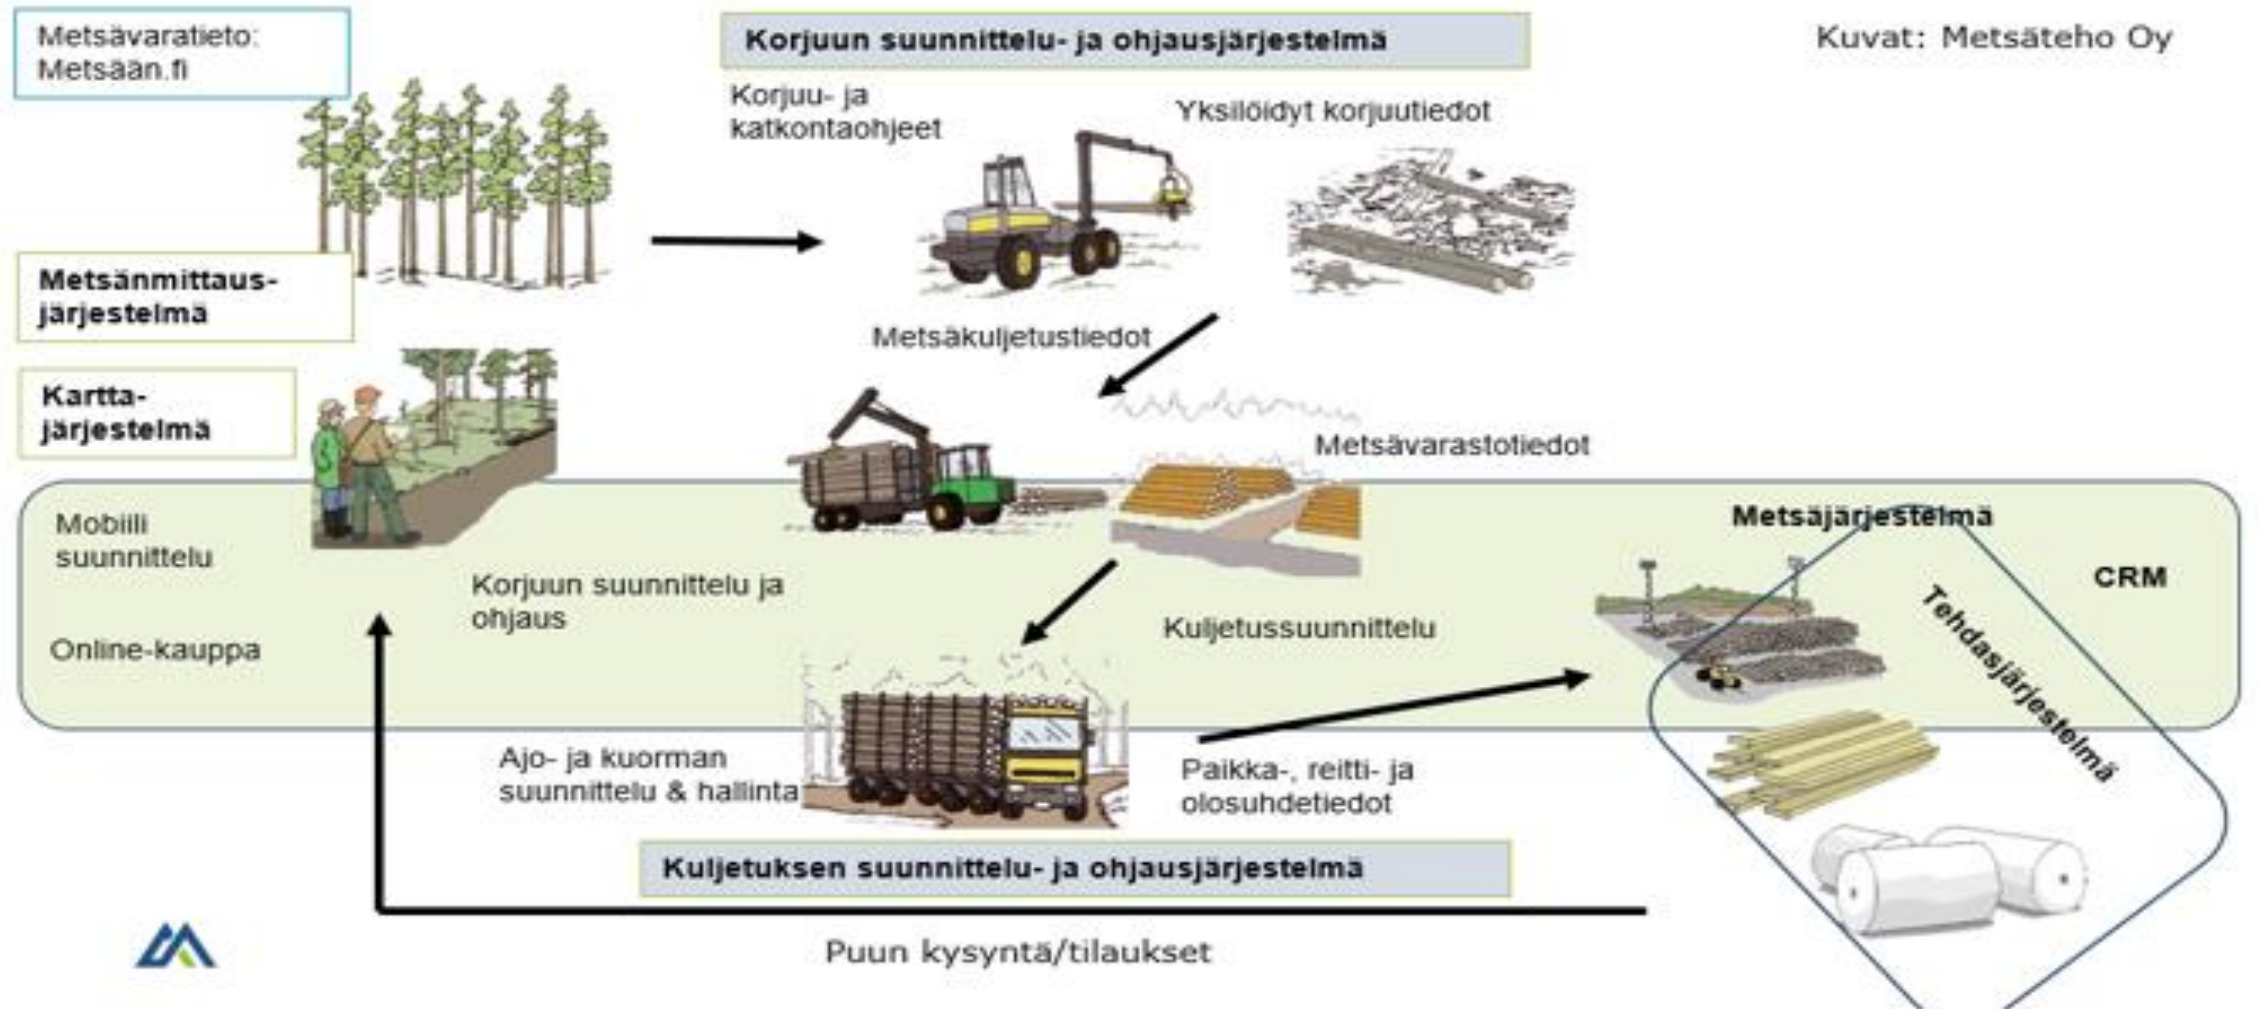 Metsävaratieto:
Metsään.fi
Korjuun suunnittelu- ja ohjausjärjestelmä
Kuvat: Metsäteho Oy
Korjuu- ja
katkontaohjeet
Yksilöidyt korjuutiedot
Metsänmittaus-
järjestelmä
Metsäkuljetustiedot
Kartta-
järjestelmä
Metsävarastotiedot
Mobiili
suunnittelu
Metsäjärjestelmä
CRM
Korjuun suunnittelu ja
ohjaus
Kuljetussuunnittelu
Tehdasjärjestelmä
Online-kauppa
Ajo- ja kuorman
suunnittelu & hallinta
Paikka-, reitti- ja
olosuhdetiedot
Kuljetuksen suunnittelu- ja ohjausjärjestelmä
Puun kysyntä/tilaukset